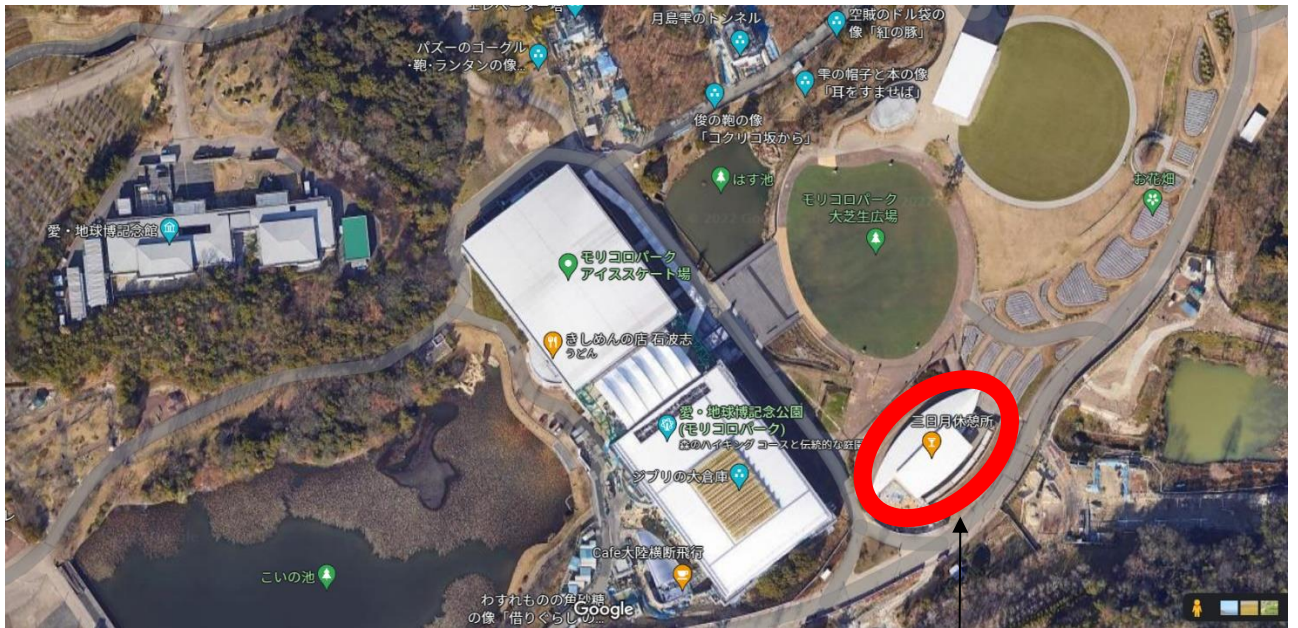 エレベーター塔
月島雫のトンネル
空賊のドル袋の
像「紅の豚」
パズーのゴーグル
・鞄・ランタンの像...
雫の帽子と本の像
「耳をすませば」
俊の鞄の像
「コクリコ坂から」
はす池
お花畑
モリコロパーク
大芝生広場
愛・地球博記念館
モリコロパーク
アイススケート場
きしめんの店 石波志
うどん
愛・地球博記念公園
(モリコロパーク)
森のハイキング コースと伝統的な庭園
三日月休憩所
ジブリの大倉庫
Cafe大陸横断飛行
こいの池
わすれものの角砂糖
の像「借りぐらしの...
Google